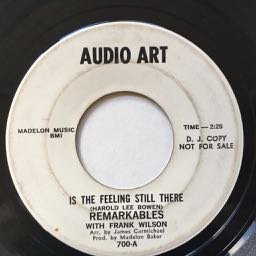 AUDIO ART
MADELON MUSIC
BMI
TIME — 2:25
D. J. COPY
NOT FOR SALE
IS THE FEELING STILL THERE
(HAROLD LEE BOWEN)
REMARKABLES
WITH FRANK WILSON
Arr. by James Carmichael
Prod. by Madelon Baker
700-A